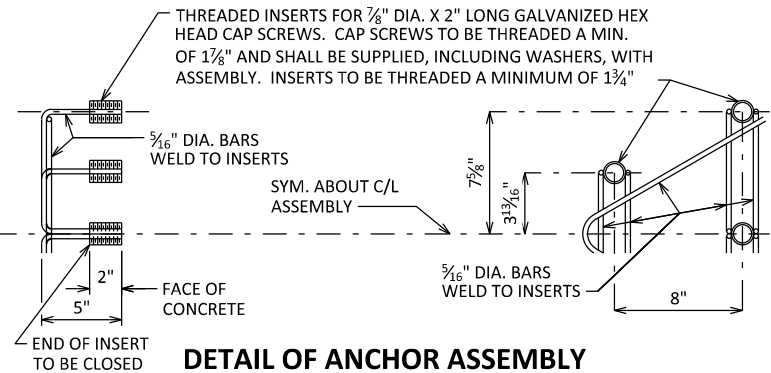 THREADED INSERTS FOR ⅞" DIA. X 2" LONG GALVANIZED HEX
HEAD CAP SCREWS. CAP SCREWS TO BE THREADED A MIN.
OF 1⅞" AND SHALL BE SUPPLIED, INCLUDING WASHERS, WITH
ASSEMBLY. INSERTS TO BE THREADED A MINIMUM OF 1¾"
5⁄16" DIA. BARS
WELD TO INSERTS
SYM. ABOUT C/L
ASSEMBLY
7⅝"
3 13⁄16"
2"
5"
FACE OF
CONCRETE
5⁄16" DIA. BARS
WELD TO INSERTS
8"
END OF INSERT
TO BE CLOSED
DETAIL OF ANCHOR ASSEMBLY